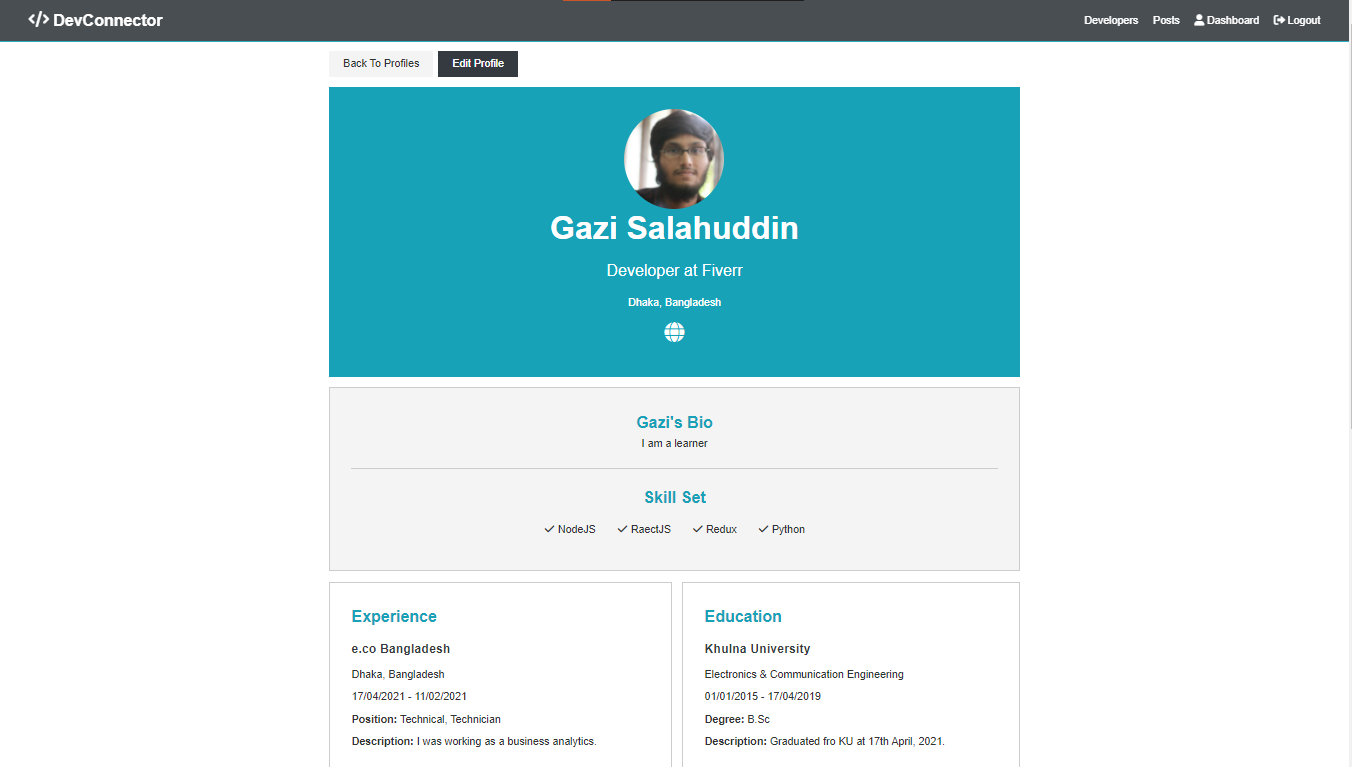 DevConnector
Developers Posts Dashboard Logout
Back To Profiles Edit Profile
Gazi Salahuddin
Developer at Fiverr
Dhaka, Bangladesh
Gazi's Bio
I am a learner
Skill Set
NodeJS RaectJS Redux Python
Experience
e.co Bangladesh
Dhaka, Bangladesh
17/04/2021 - 11/02/2021
Position: Technical, Technician
Description: I was working as a business analytics.
Education
Khulna University
Electronics & Communication Engineering
01/01/2015 - 17/04/2019
Degree: B.Sc
Description: Graduated fro KU at 17th April, 2021.